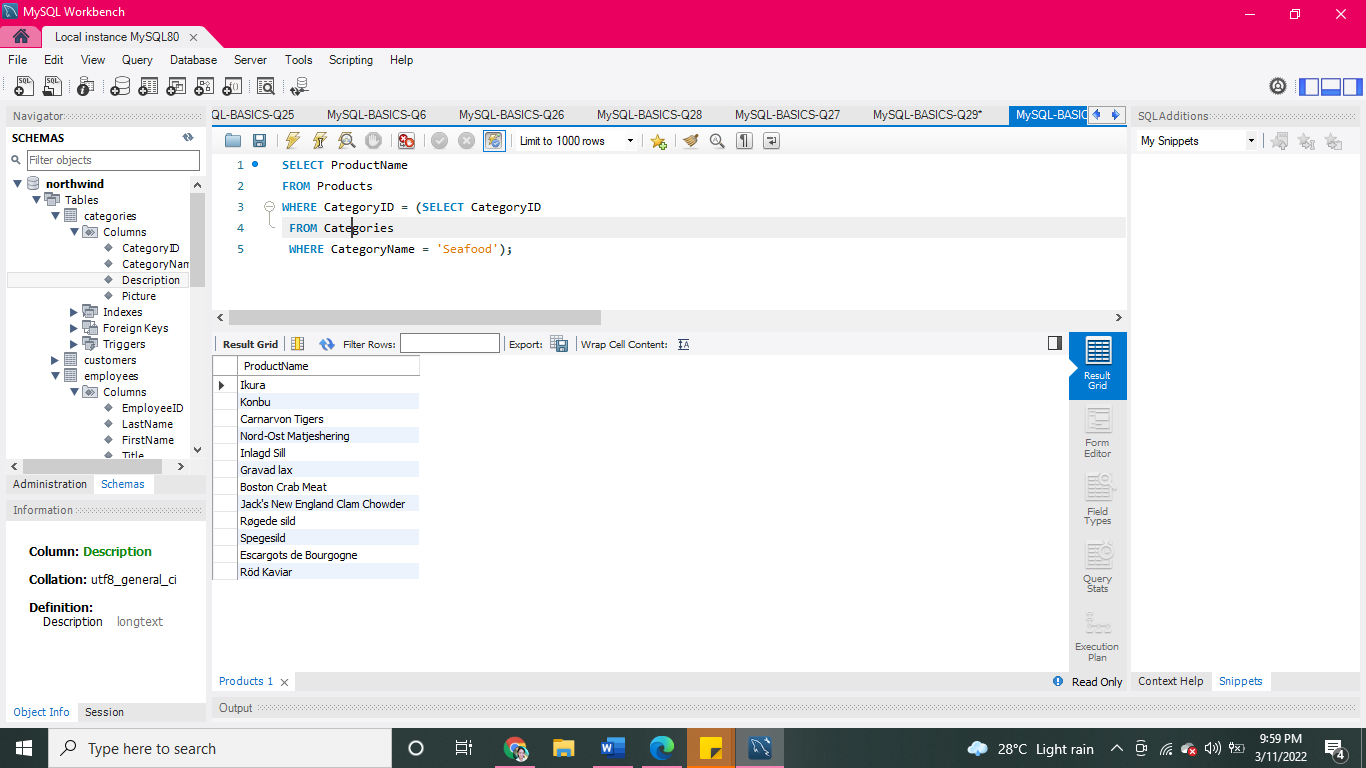 MySQL Workbench
Local instance MySQL80
File Edit View Query Database Server Tools Scripting Help
Navigator
SCHEMAS
Filter objects
northwind
Tables
categories
Columns
CategoryID
CategoryNam
Description
Picture
Indexes
Foreign Keys
Triggers
customers
employees
Columns
EmployeeID
LastName
FirstName
Title
Administration Schemas
Information
Column: Description
Collation: utf8_general_ci
Definition:
Description longtext
Object Info Session
QL-BASICS-Q25 MySQL-BASICS-Q6 MySQL-BASICS-Q26 MySQL-BASICS-Q28 MySQL-BASICS-Q27 MySQL-BASICS-Q29* MySQL-BASIC
Limit to 1000 rows
1 SELECT ProductName
2 FROM Products
3 WHERE CategoryID = (SELECT CategoryID
4 FROM Categories
5 WHERE CategoryName = 'Seafood');
Result Grid Filter Rows: Export: Wrap Cell Content:
ProductName
Ikura
Konbu
Carnarvon Tigers
Nord-Ost Matjeshering
Inlagd Sill
Gravad lax
Boston Crab Meat
Jack's New England Clam Chowder
Røgede sild
Spegesild
Escargots de Bourgogne
Röd Kaviar
Result
Grid
Form
Editor
Field
Types
Query
Stats
Execution
Plan
Products 1
Read Only
Output
SQLAdditions
My Snippets
Context Help Snippets
Type here to search
28°C Light rain
9:59 PM
3/11/2022
4